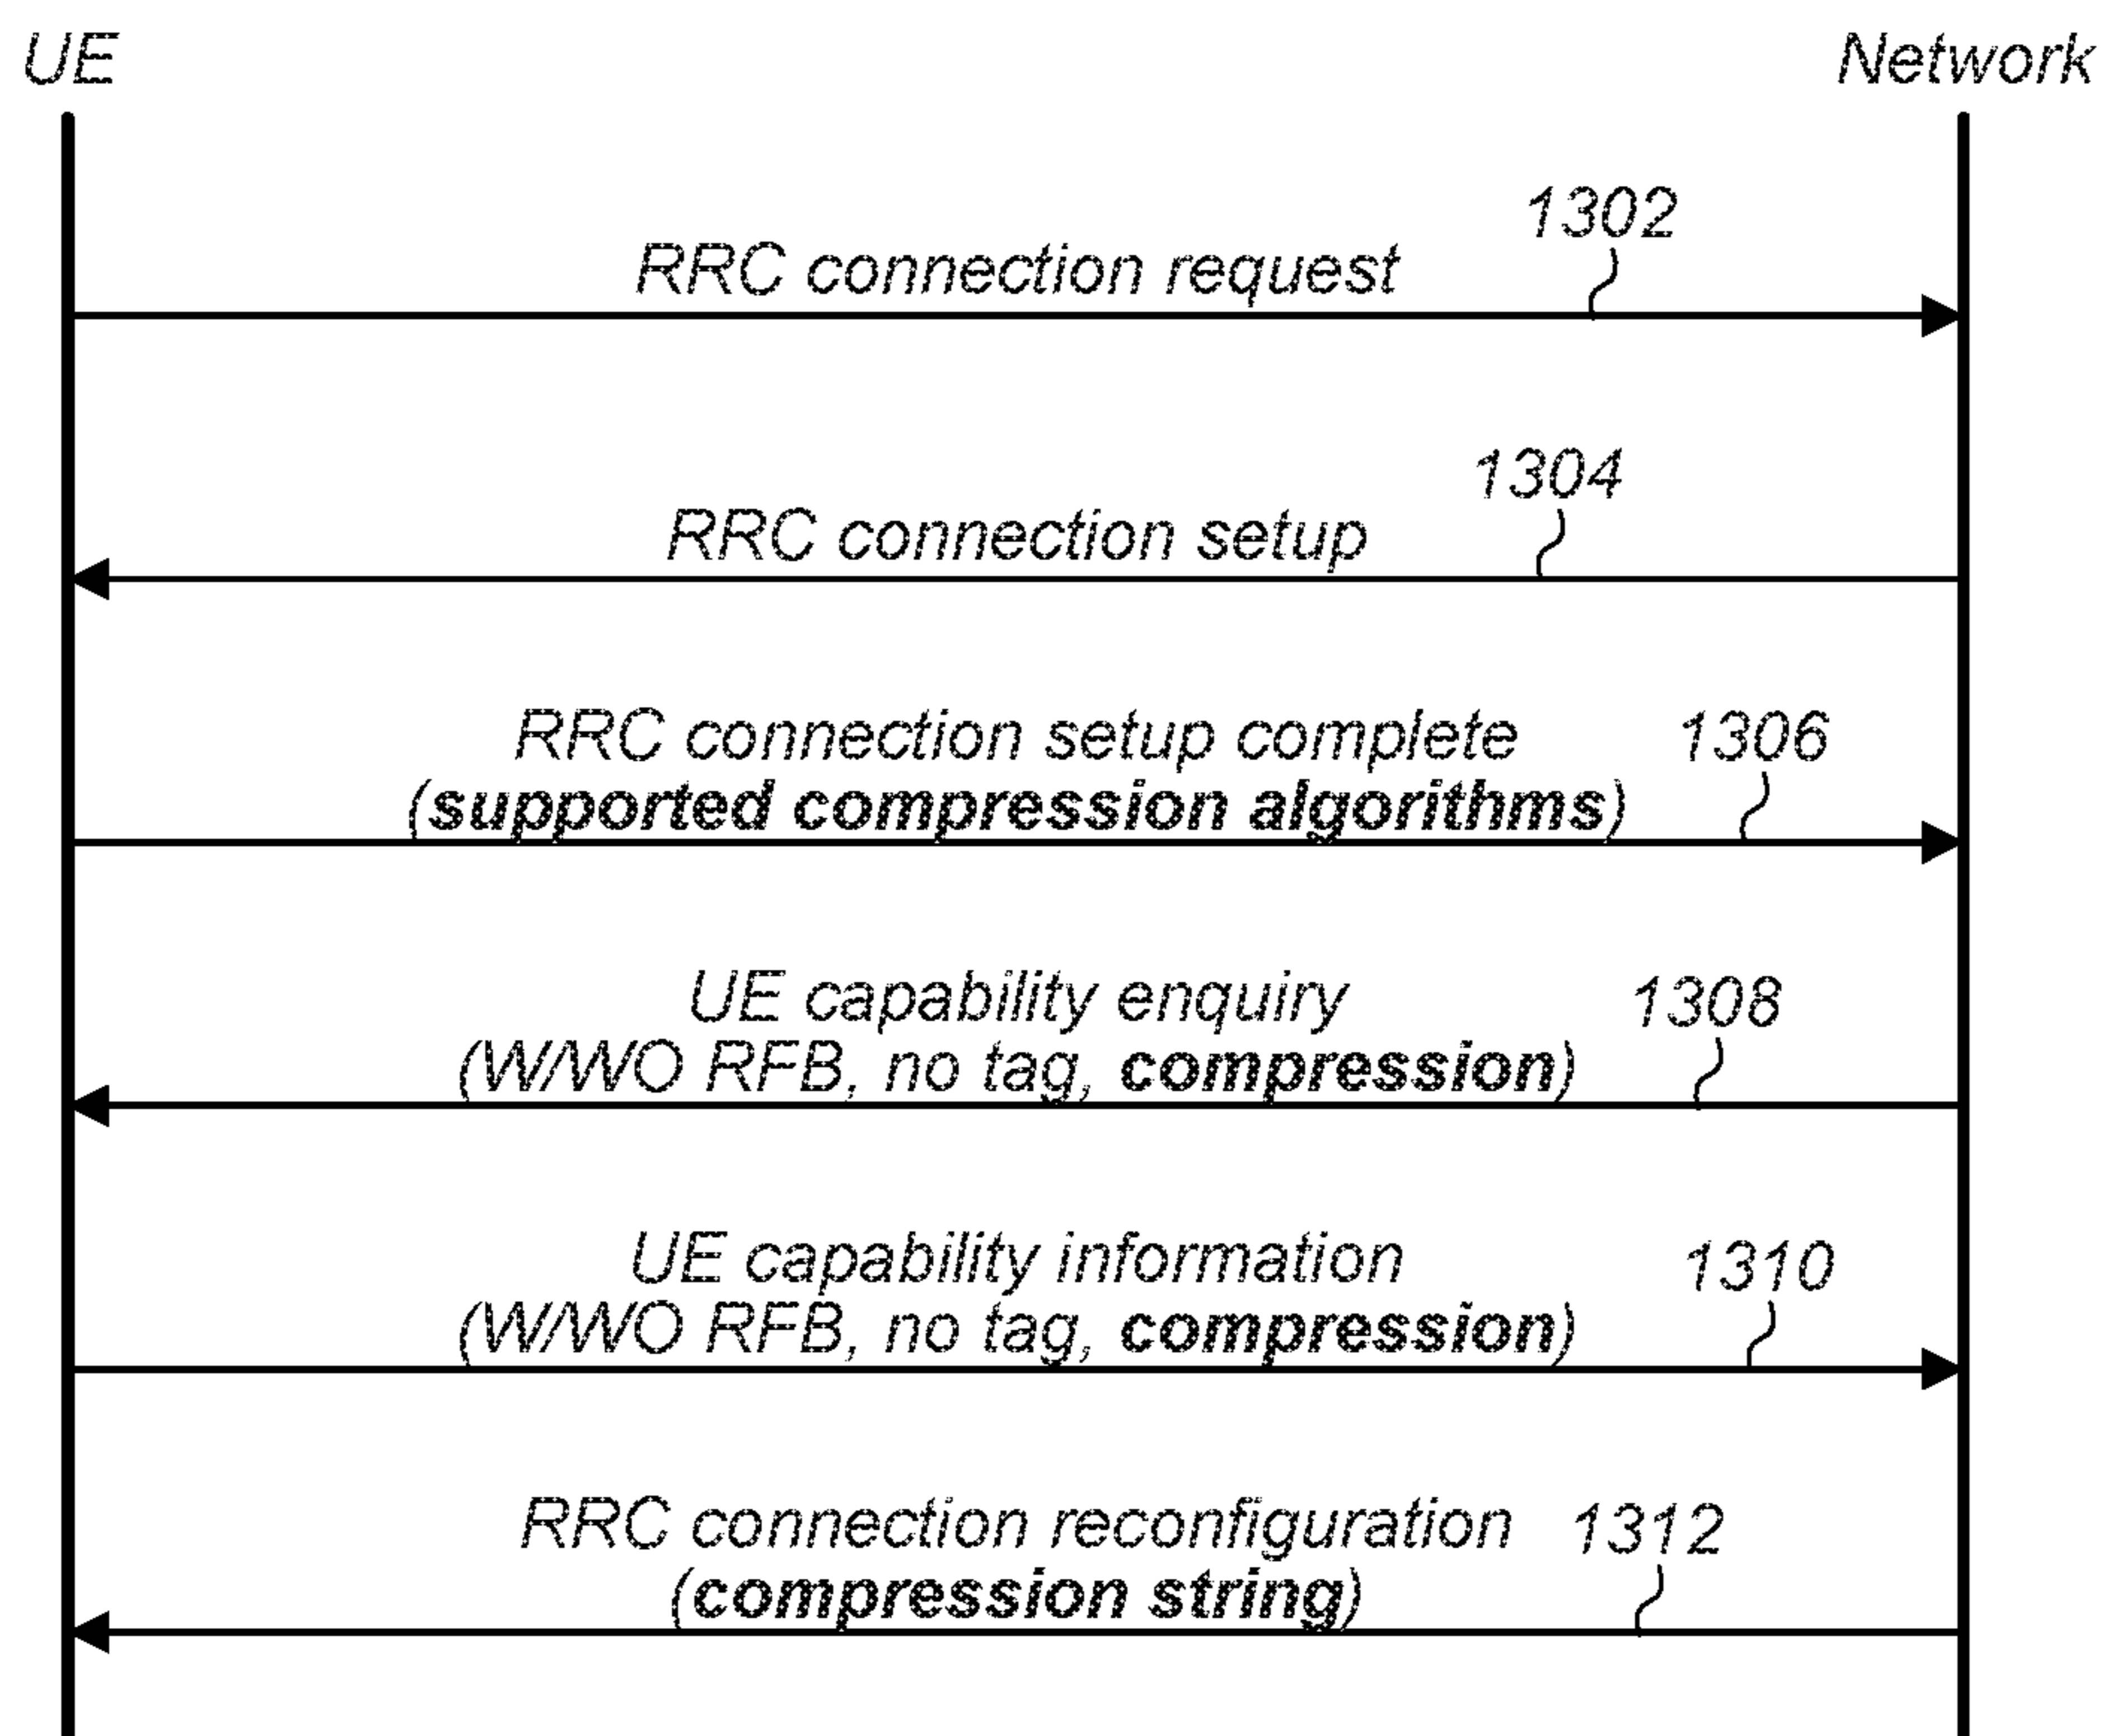 UE
Network
1302
RRC connection request
1304
RRC connection setup
RRC connection setup complete
1306
(supported compression algorithms)
UE capability enquiry
1308
(W/WO RFB, no tag, compression)
UE capability information
1310
(W/WO RFB, no tag, compression)
RRC connection reconfiguration
1312
(compression string)